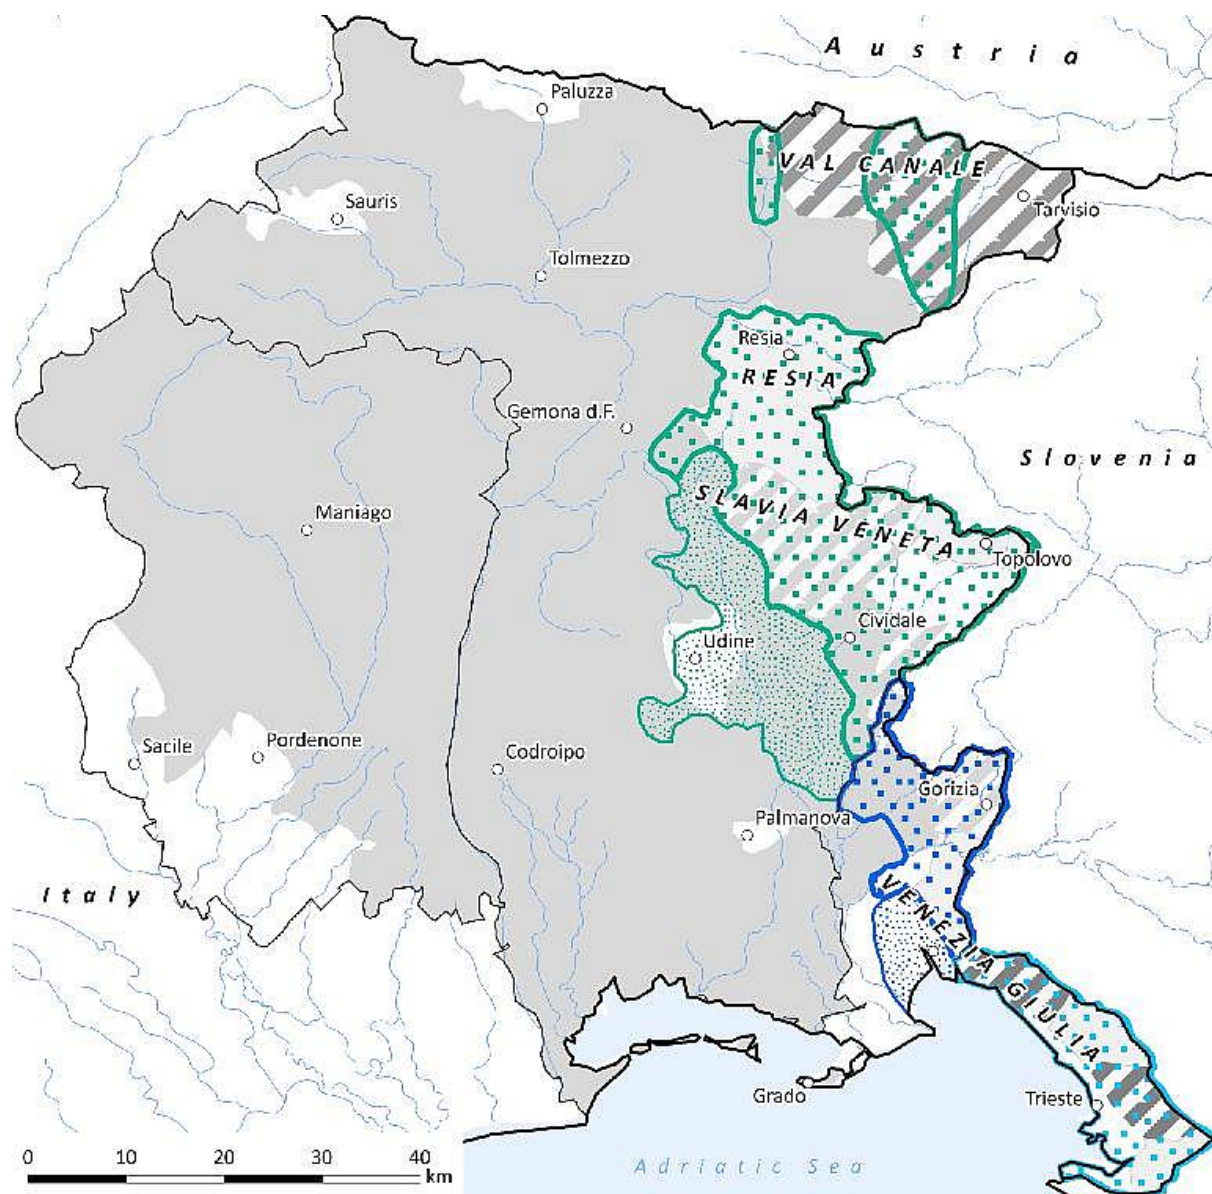 Austria
Paluzza
VAL CANALE
Sauris
Tarvisio
Tolmezzo
Resia
RESIA
Gemona d.F.
Slovenia
SLAVIA VENETA
Maniago
Topolovo
Cividale
Udine
Sacile
Pordenone
Codroipo
Gorizia
Palmanova
Italy
VENEZIA GIULIA
Grado
Trieste
0 10 20 30 40 km
Adriatic Sea